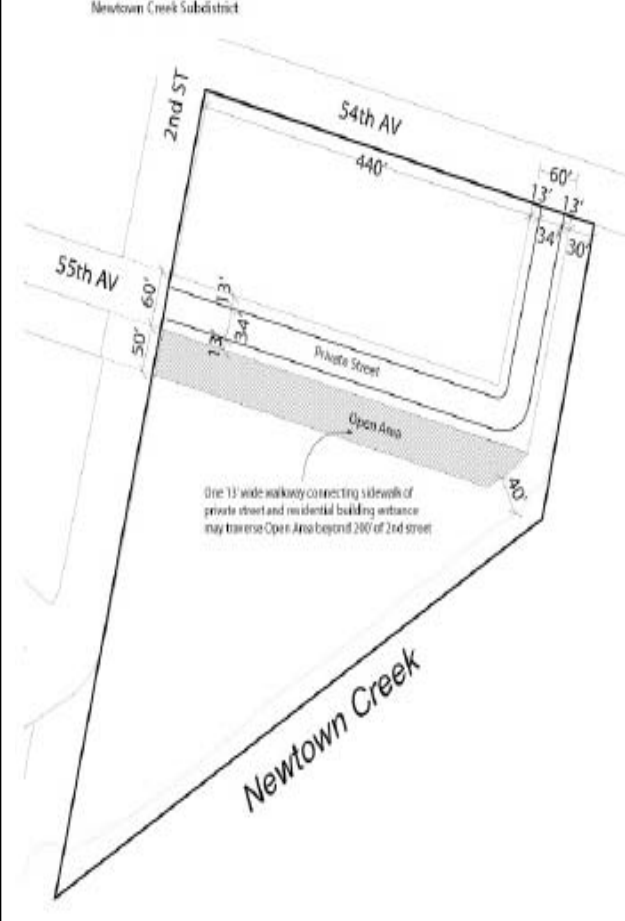 Newtown Creek Subdistrict
2nd ST
54th AV
440'
60'
13' 13'
34' 30'
55th AV
60'
13'
34'
13'
50'
Private Street
Open Area
One 13' wide walkway connecting sidewalk of
private street and residential building entrance
may traverse Open Area beyond 200' of 2nd street
40'
Newtown Creek